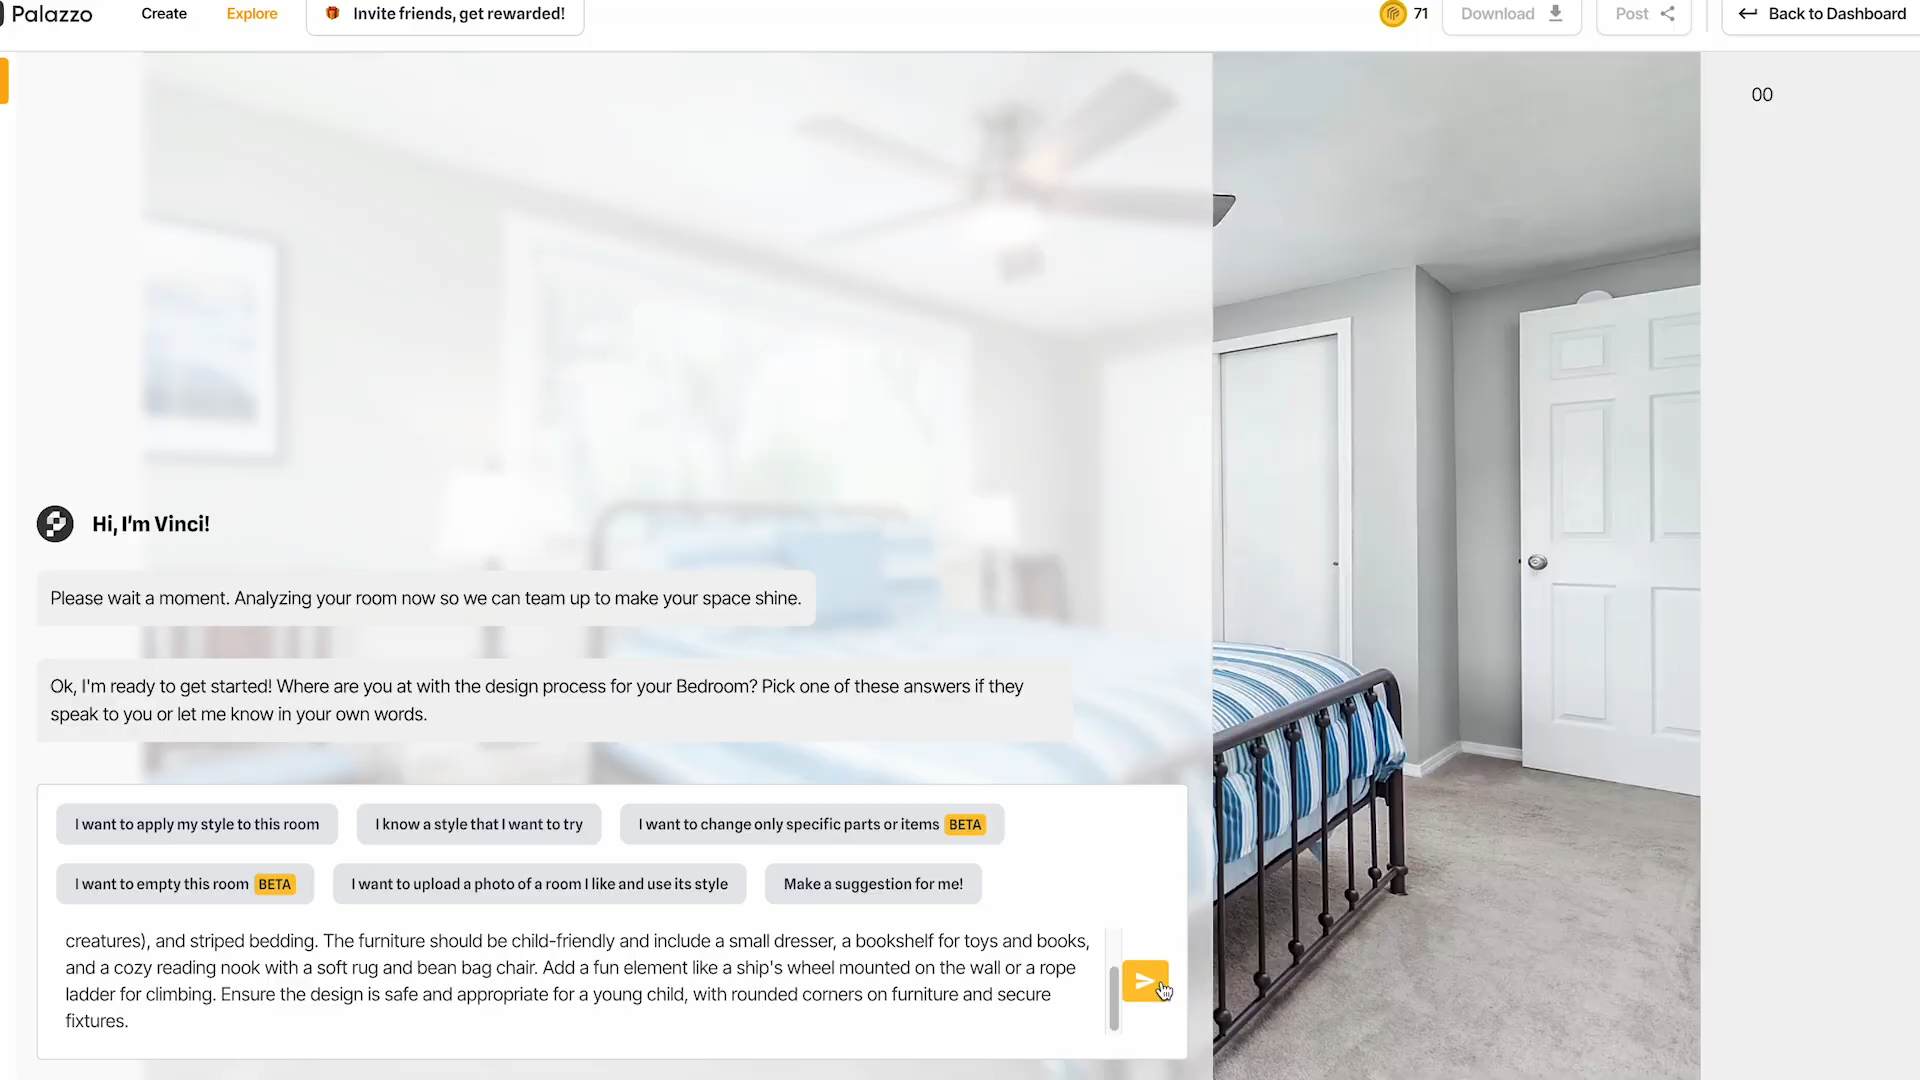 Palazzo
Create
Explore
Invite friends, get rewarded!
71
Download
Post
Back to Dashboard
00
Hi, I'm Vinci!
Please wait a moment. Analyzing your room now so we can team up to make your space shine.
Ok, I'm ready to get started! Where are you at with the design process for your Bedroom? Pick one of these answers if they
speak to you or let me know in your own words.
I want to apply my style to this room
I know a style that I want to try
I want to change only specific parts or items BETA
I want to empty this room BETA
I want to upload a photo of a room I like and use its style
Make a suggestion for me!
creatures), and striped bedding. The furniture should be child-friendly and include a small dresser, a bookshelf for toys and books,
and a cozy reading nook with a soft rug and bean bag chair. Add a fun element like a ship's wheel mounted on the wall or a rope
ladder for climbing. Ensure the design is safe and appropriate for a young child, with rounded corners on furniture and secure
fixtures.